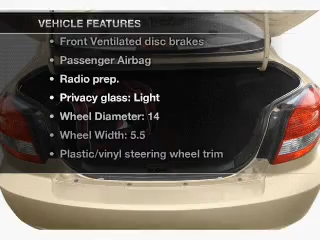 VEHICLE FEATURES
• Front Ventilated disc brakes
• Passenger Airbag
• Radio prep.
• Privacy glass: Light
• Wheel Diameter: 14
• Wheel Width: 5.5
• Plastic/vinyl steering wheel trim